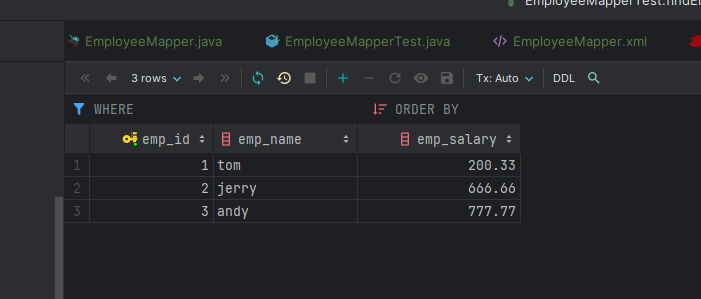 EmployeeMapperTest.findE
EmployeeMapper.java EmployeeMapperTest.java EmployeeMapper.xml
3 rows Tx: Auto DDL
WHERE ORDER BY
emp_id emp_name emp_salary
1 1 tom 200.33
2 2 jerry 666.66
3 3 andy 777.77